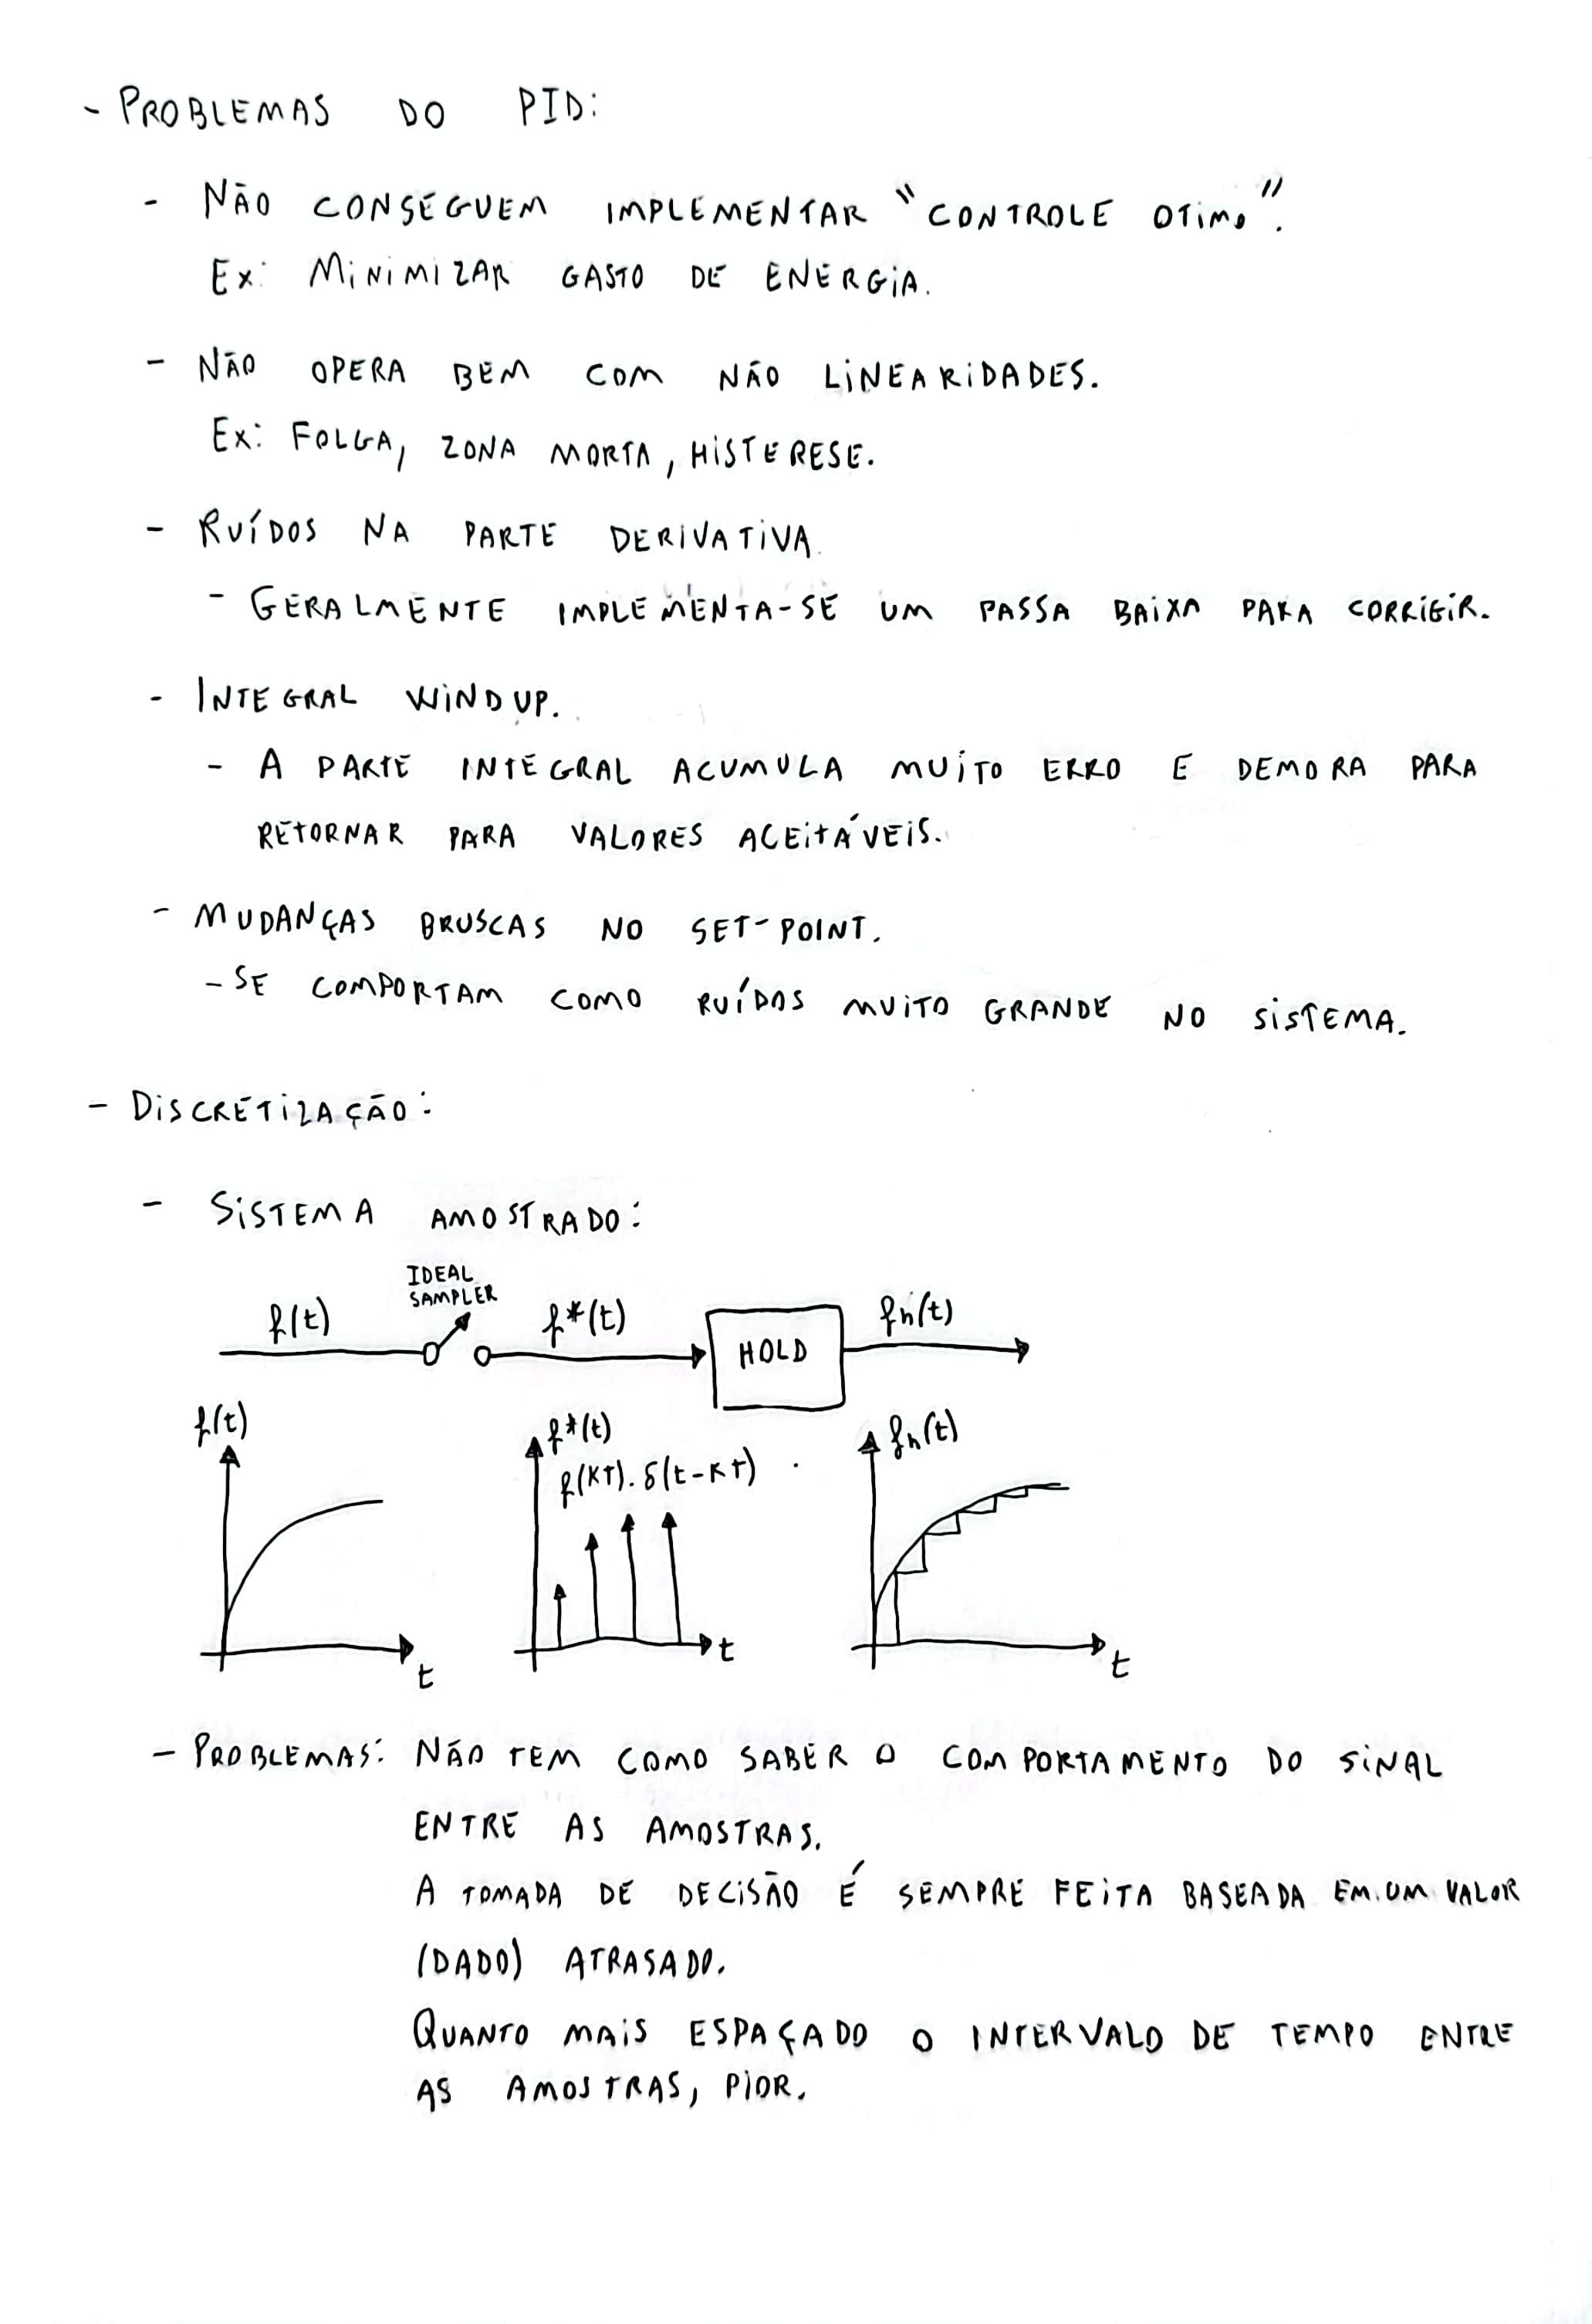 - PROBLEMAS DO PID:
- NÃO CONSEGUEM IMPLEMENTAR "CONTROLE OTIMO".
EX: MINIMIZAR GASTO DE ENERGIA.
- NÃO OPERA BEM COM NÃO LINEARIDADES.
EX: FOLGA, ZONA MORTA, HISTERESE.
- RUÍDOS NA PARTE DERIVATIVA.
- GERALMENTE IMPLEMENTA-SE UM PASSA BAIXA PARA CORRIGIR.
- INTEGRAL WINDUP.
- A PARTE INTEGRAL ACUMULA MUITO ERRO E DEMORA PARA
RETORNAR PARA VALORES ACEITÁVEIS.
- MUDANÇAS BRUSCAS NO SET-POINT.
- SE COMPORTAM COMO RUÍDOS MUITO GRANDE NO SISTEMA.
- DISCRETIZAÇÃO:
- SISTEMA AMOSTRADO:
IDEAL
SAMPLER
f(t) f*(t) fh(t)
HOLD
f(t) f*(t) fh(t)
f(KT).δ(t-KT)
t t t
- PROBLEMAS: NÃO TEM COMO SABER O COMPORTAMENTO DO SINAL
ENTRE AS AMOSTRAS.
A TOMADA DE DECISÃO É SEMPRE FEITA BASEADA EM UM VALOR
(DADO) ATRASADO.
QUANTO MAIS ESPAÇADO O INTERVALO DE TEMPO ENTRE
AS AMOSTRAS, PIOR.